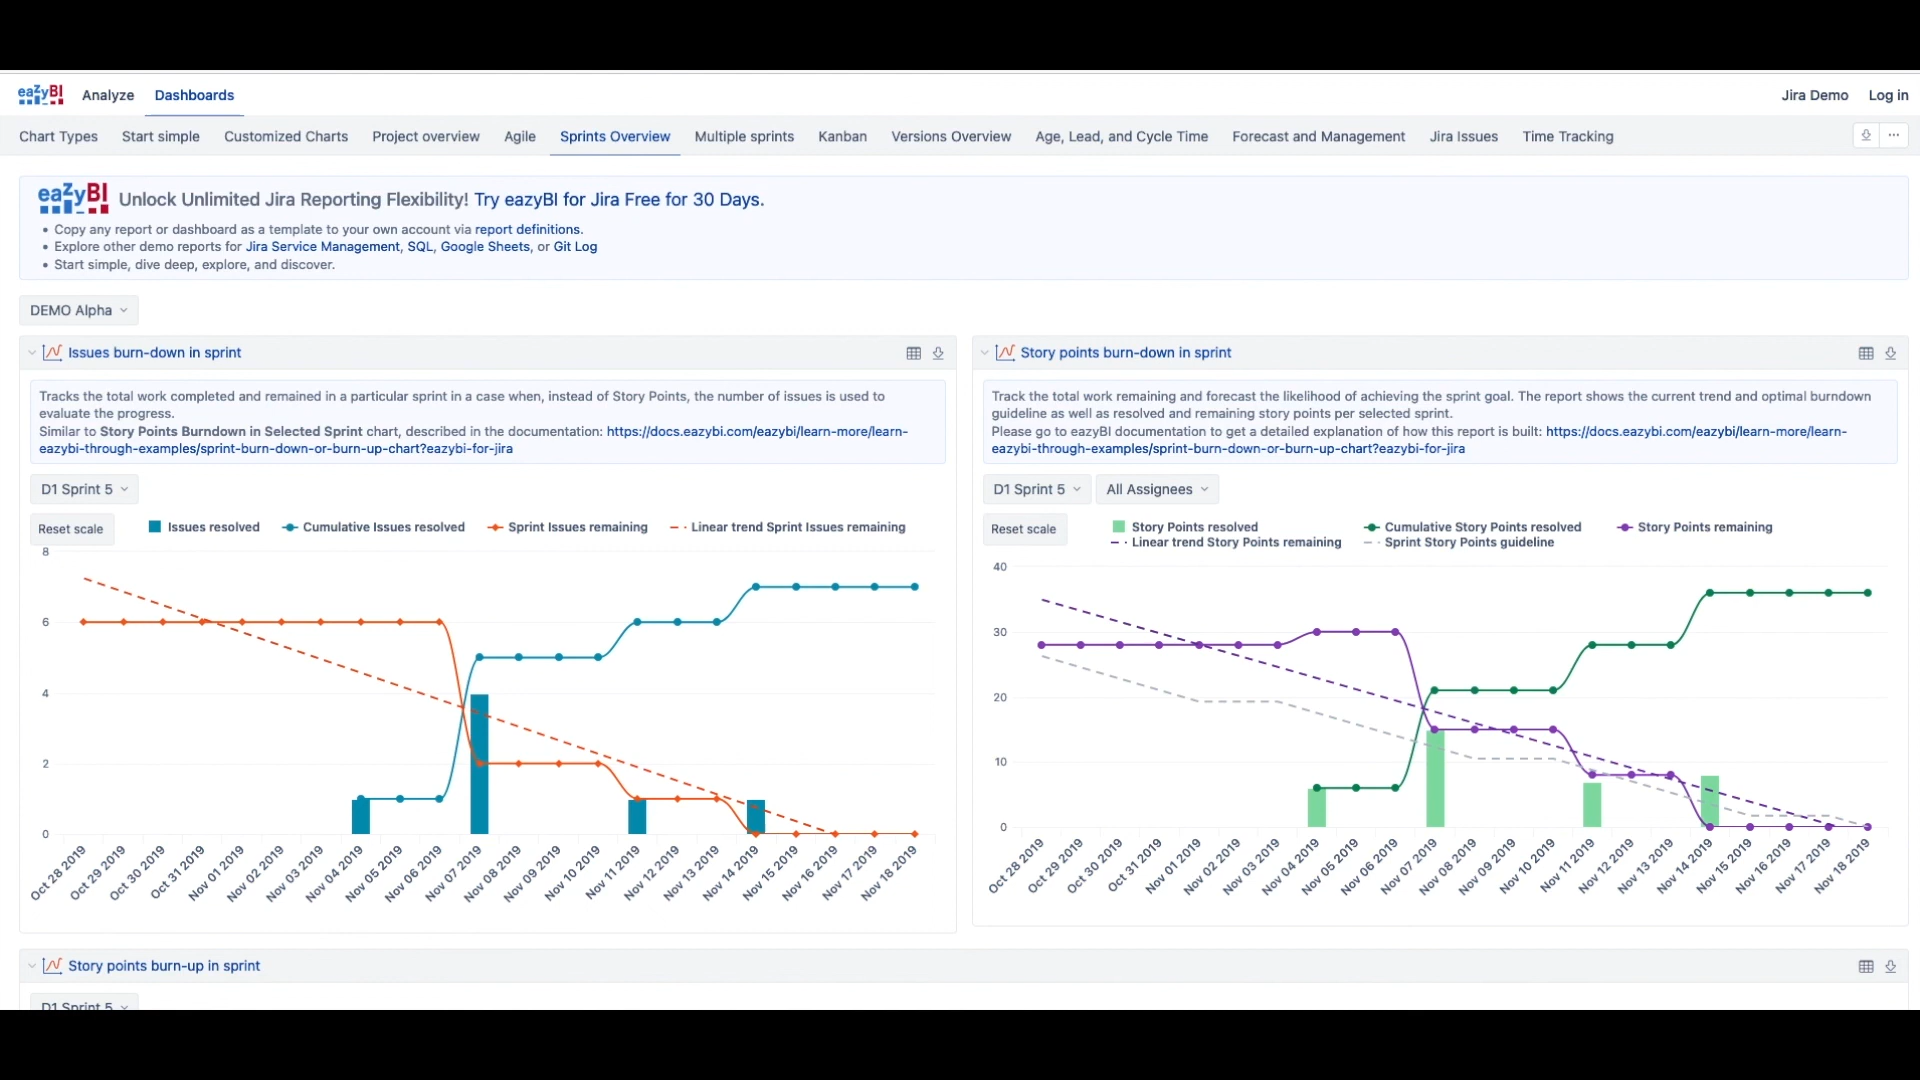 eazyBI Analyze Dashboards Jira Demo Log in
Chart Types Start simple Customized Charts Project overview Agile Sprints Overview Multiple sprints Kanban Versions Overview Age, Lead, and Cycle Time Forecast and Management Jira Issues Time Tracking
eazyBI Unlock Unlimited Jira Reporting Flexibility! Try eazyBI for Jira Free for 30 Days.
• Copy any report or dashboard as a template to your own account via report definitions.
• Explore other demo reports for Jira Service Management, SQL, Google Sheets, or Git Log
• Start simple, dive deep, explore, and discover.
DEMO Alpha
Issues burn-down in sprint
Tracks the total work completed and remained in a particular sprint in a case when, instead of Story Points, the number of issues is used to
evaluate the progress.
Similar to Story Points Burndown in Selected Sprint chart, described in the documentation: https://docs.eazybi.com/eazybi/learn-more/learn-
eazybi-through-examples/sprint-burn-down-or-burn-up-chart?eazybi-for-jira
D1 Sprint 5
Reset scale
Issues resolved Cumulative Issues resolved Sprint Issues remaining Linear trend Sprint Issues remaining
8
6
4
2
0
Oct 28 2019
Oct 29 2019
Oct 30 2019
Oct 31 2019
Nov 01 2019
Nov 02 2019
Nov 03 2019
Nov 04 2019
Nov 05 2019
Nov 06 2019
Nov 07 2019
Nov 08 2019
Nov 09 2019
Nov 10 2019
Nov 11 2019
Nov 12 2019
Nov 13 2019
Nov 14 2019
Nov 15 2019
Nov 16 2019
Nov 17 2019
Nov 18 2019
Story points burn-down in sprint
Track the total work remaining and forecast the likelihood of achieving the sprint goal. The report shows the current trend and optimal burndown
guideline as well as resolved and remaining story points per selected sprint.
Please go to eazyBI documentation to get a detailed explanation of how this report is built: https://docs.eazybi.com/eazybi/learn-more/learn-
eazybi-through-examples/sprint-burn-down-or-burn-up-chart?eazybi-for-jira
D1 Sprint 5 All Assignees
Reset scale
Story Points resolved Cumulative Story Points resolved Story Points remaining
Linear trend Story Points remaining Sprint Story Points guideline
40
30
20
10
0
Oct 28 2019
Oct 29 2019
Oct 30 2019
Oct 31 2019
Nov 01 2019
Nov 02 2019
Nov 03 2019
Nov 04 2019
Nov 05 2019
Nov 06 2019
Nov 07 2019
Nov 08 2019
Nov 09 2019
Nov 10 2019
Nov 11 2019
Nov 12 2019
Nov 13 2019
Nov 14 2019
Nov 15 2019
Nov 16 2019
Nov 17 2019
Nov 18 2019
Story points burn-up in sprint
D1 Sprint 5